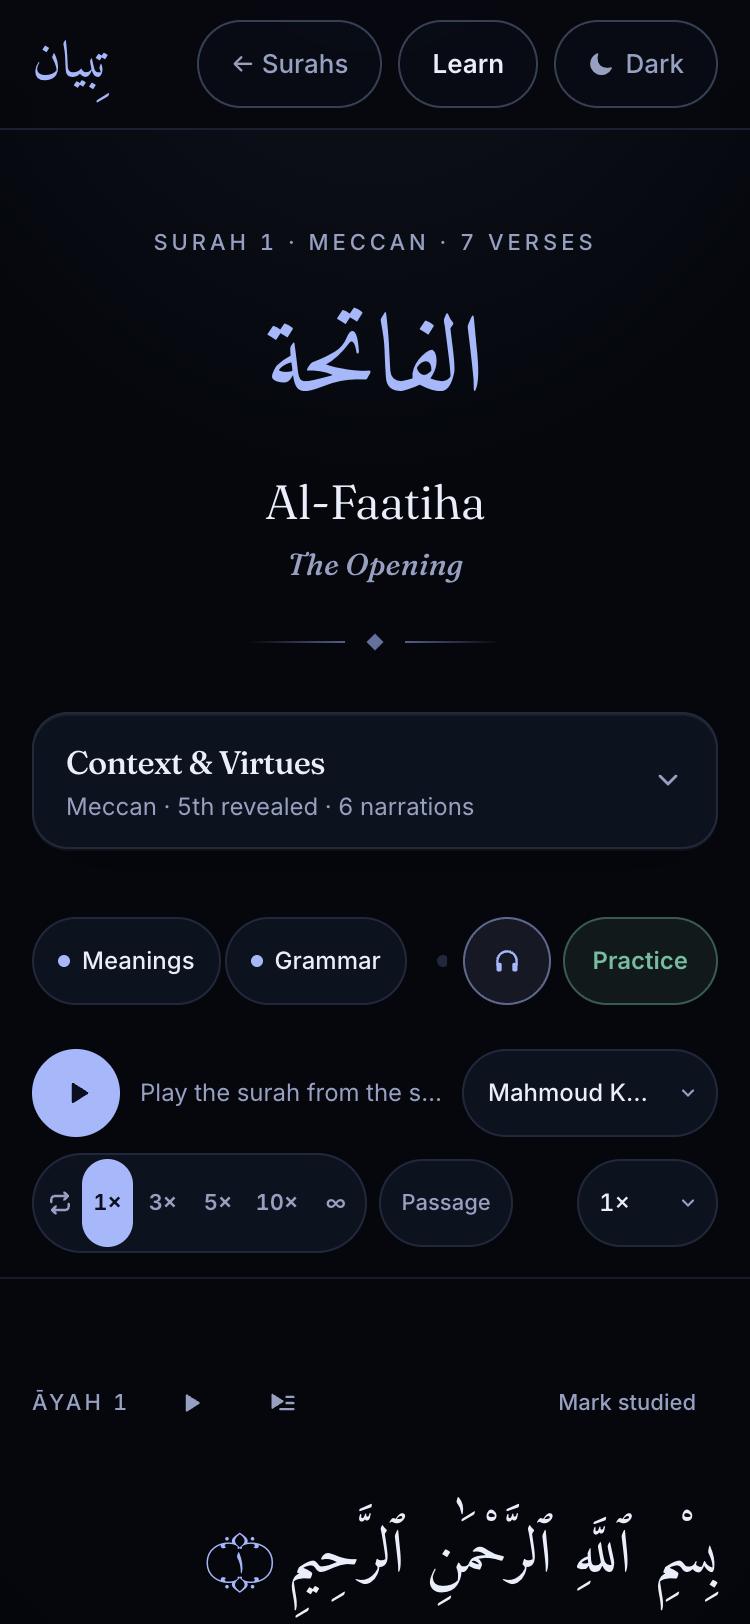 تِبيان ← Surahs Learn Dark
SURAH 1 · MECCAN · 7 VERSES
الفاتحة
Al-Faatiha
The Opening
Context & Virtues
Meccan · 5th revealed · 6 narrations
Meanings Grammar Practice
Play the surah from the s... Mahmoud K...
1× 3× 5× 10× ∞ Passage 1×
ĀYAH 1 Mark studied
بِسْمِ ٱللَّهِ ٱلرَّحْمَٰنِ ٱلرَّحِيمِ ١